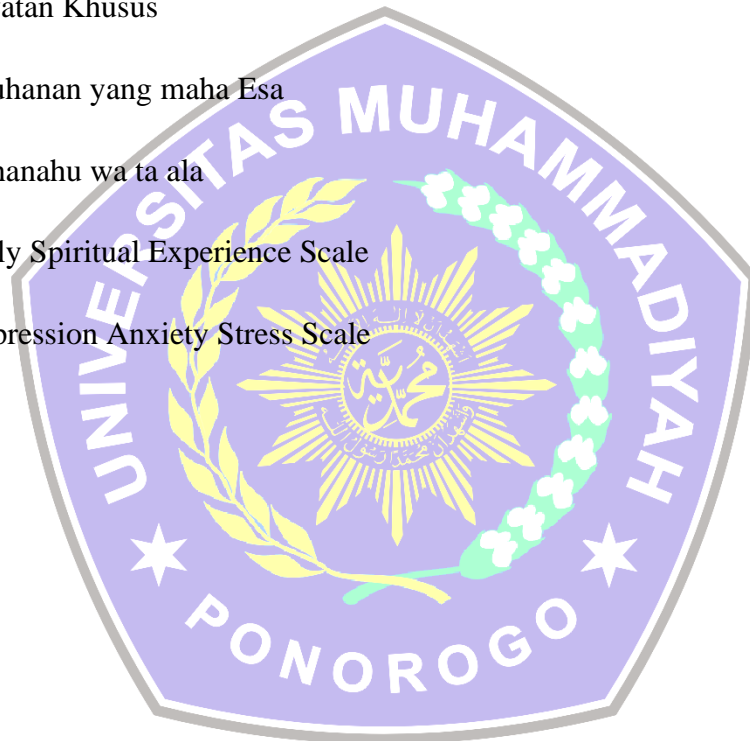 atan Khusus
uhanan yang maha Esa
hanahu wa ta ala
ly Spiritual Experience Scale
pression Anxiety Stress Scale
UNIVERSITAS MUHAMMADIYAH
محمدية
PONOROGO